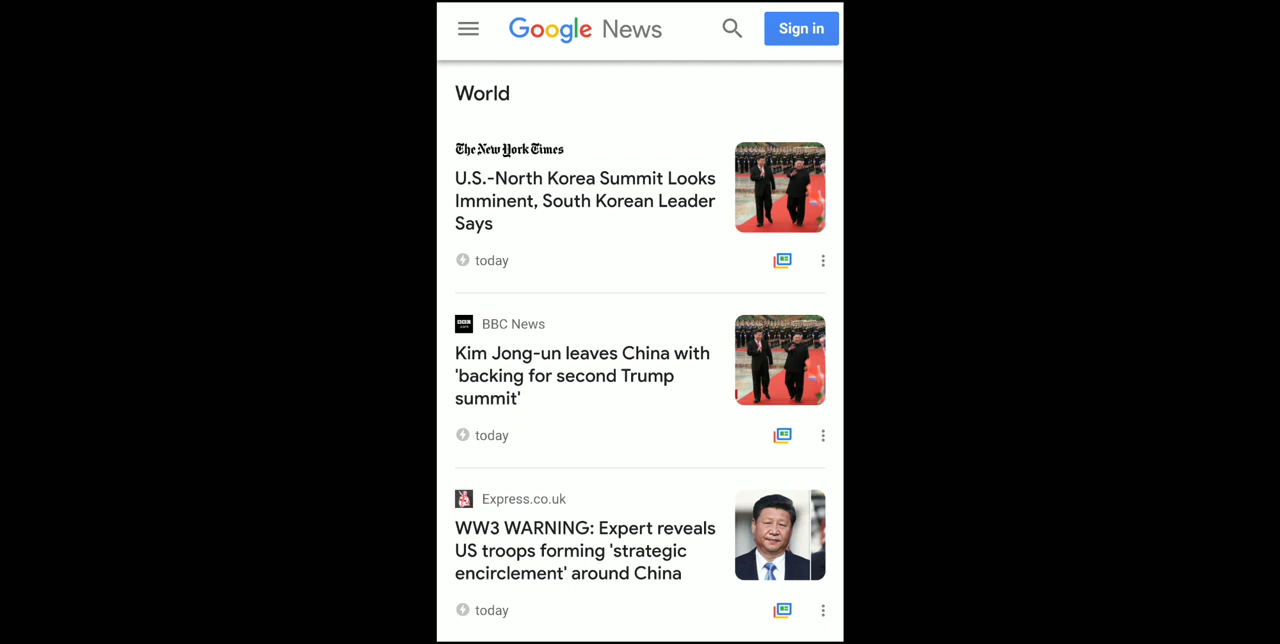 Google News
Sign in
World
The New York Times
U.S.-North Korea Summit Looks
Imminent, South Korean Leader
Says
today
BBC News
Kim Jong-un leaves China with
'backing for second Trump
summit'
today
Express.co.uk
WW3 WARNING: Expert reveals
US troops forming 'strategic
encirclement' around China
today